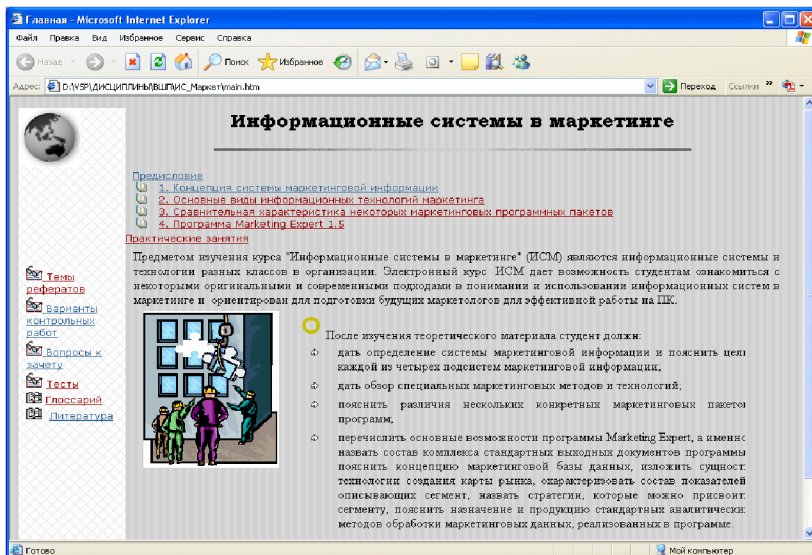 Главная - Microsoft Internet Explorer
Файл Правка Вид Избранное Сервис Справка
Назад Поиск Избранное
Адрес: D:\VSP\ДИСЦИПЛИНЫ\ВШП\ИС_Маркет\main.htm Переход Ссылки »
Информационные системы в маркетинге
Предисловие
1. Концепция системы маркетинговой информации
2. Основные виды информационных технологий маркетинга
3. Сравнительная характеристика некоторых маркетинговых программных пакетов
4. Программа Marketing Expert 1.5
Практические занятия
Темы
рефератов
Варианты
контрольных
работ
Вопросы к
зачету
Тесты
Глоссарий
Литература
Предметом изучения курса "Информационные системы в маркетинге" (ИСМ) являются информационные системы и
технологии разных классов в организации. Электронный курс ИСМ дает возможность студентам ознакомиться с
некоторыми оригинальными и современными подходами в понимании и использовании информационных систем в
маркетинге и ориентирован для подготовки будущих маркетологов для эффективной работы на ПК.
После изучения теоретического материала студент должн:
дать определение системы маркетинговой информации и пояснить цели
каждой из четырех подсистем маркетинговой информации;
дать обзор специальных маркетинговых методов и технологий;
пояснить различия нескольких конкретных маркетинговых пакетов
программ;
перечислить основные возможности программы Marketing Expert, а именно
назвать состав комплекса стандартных выходных документов программы
пояснить концепцию маркетинговой базы данных, изложить сущность
технологии создания карты рынка, охарактеризовать состав показателей
описывающих сегмент, назвать стратегии, которые можно присвоить
сегменту, пояснить назначение и продукцию стандартных аналитически
методов обработки маркетинговых данных, реализованных в программе.
Готово Мой компьютер